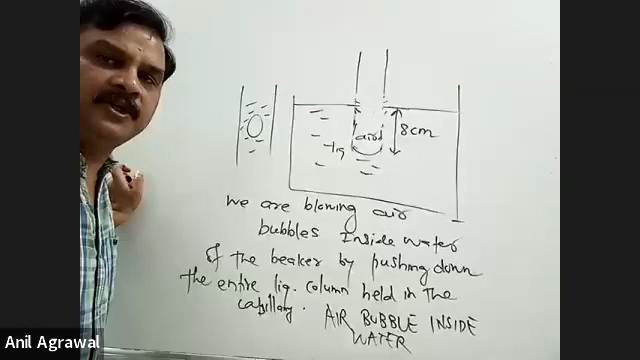 8cm
air
liq
We are blowing air
bubbles Inside water
of the beaker by pushing down
the entire liq. column held in the
capillary. AIR BUBBLE INSIDE
WATER
Anil Agrawal